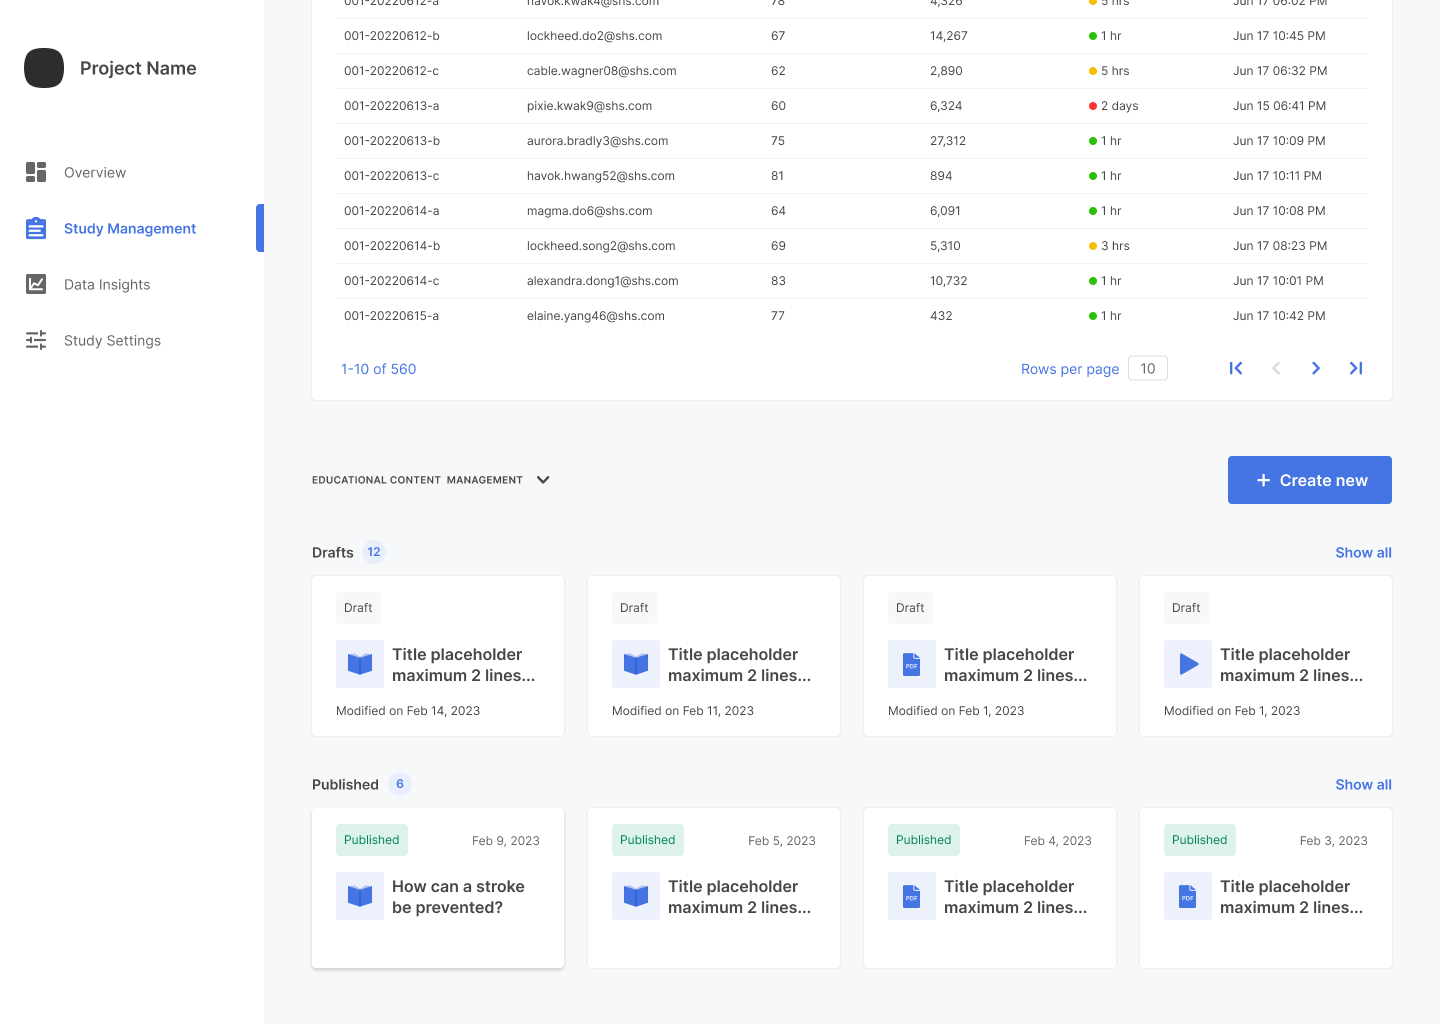 Project Name
Overview
Study Management
Data Insights
Study Settings
001-20220612-a havok.kwak4@shs.com 78 4,326 5 hrs Jun 17 06:02 PM
001-20220612-b lockheed.do2@shs.com 67 14,267 1 hr Jun 17 10:45 PM
001-20220612-c cable.wagner08@shs.com 62 2,890 5 hrs Jun 17 06:32 PM
001-20220613-a pixie.kwak9@shs.com 60 6,324 2 days Jun 15 06:41 PM
001-20220613-b aurora.bradly3@shs.com 75 27,312 1 hr Jun 17 10:09 PM
001-20220613-c havok.hwang52@shs.com 81 894 1 hr Jun 17 10:11 PM
001-20220614-a magma.do6@shs.com 64 6,091 1 hr Jun 17 10:08 PM
001-20220614-b lockheed.song2@shs.com 69 5,310 3 hrs Jun 17 08:23 PM
001-20220614-c alexandra.dong1@shs.com 83 10,732 1 hr Jun 17 10:01 PM
001-20220615-a elaine.yang46@shs.com 77 432 1 hr Jun 17 10:42 PM
1-10 of 560 Rows per page 10
EDUCATIONAL CONTENT MANAGEMENT
+ Create new
Drafts 12 Show all
Draft
Title placeholder
maximum 2 lines...
Modified on Feb 14, 2023
Draft
Title placeholder
maximum 2 lines...
Modified on Feb 11, 2023
Draft
PDF
Title placeholder
maximum 2 lines...
Modified on Feb 1, 2023
Draft
Title placeholder
maximum 2 lines...
Modified on Feb 1, 2023
Published 6 Show all
Published Feb 9, 2023
How can a stroke
be prevented?
Published Feb 5, 2023
Title placeholder
maximum 2 lines...
Published Feb 4, 2023
PDF
Title placeholder
maximum 2 lines...
Published Feb 3, 2023
PDF
Title placeholder
maximum 2 lines...